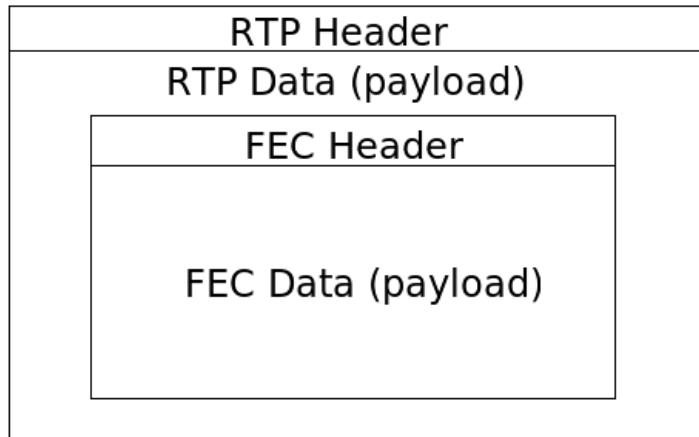 RTP Header
RTP Data (payload)
FEC Header
FEC Data (payload)